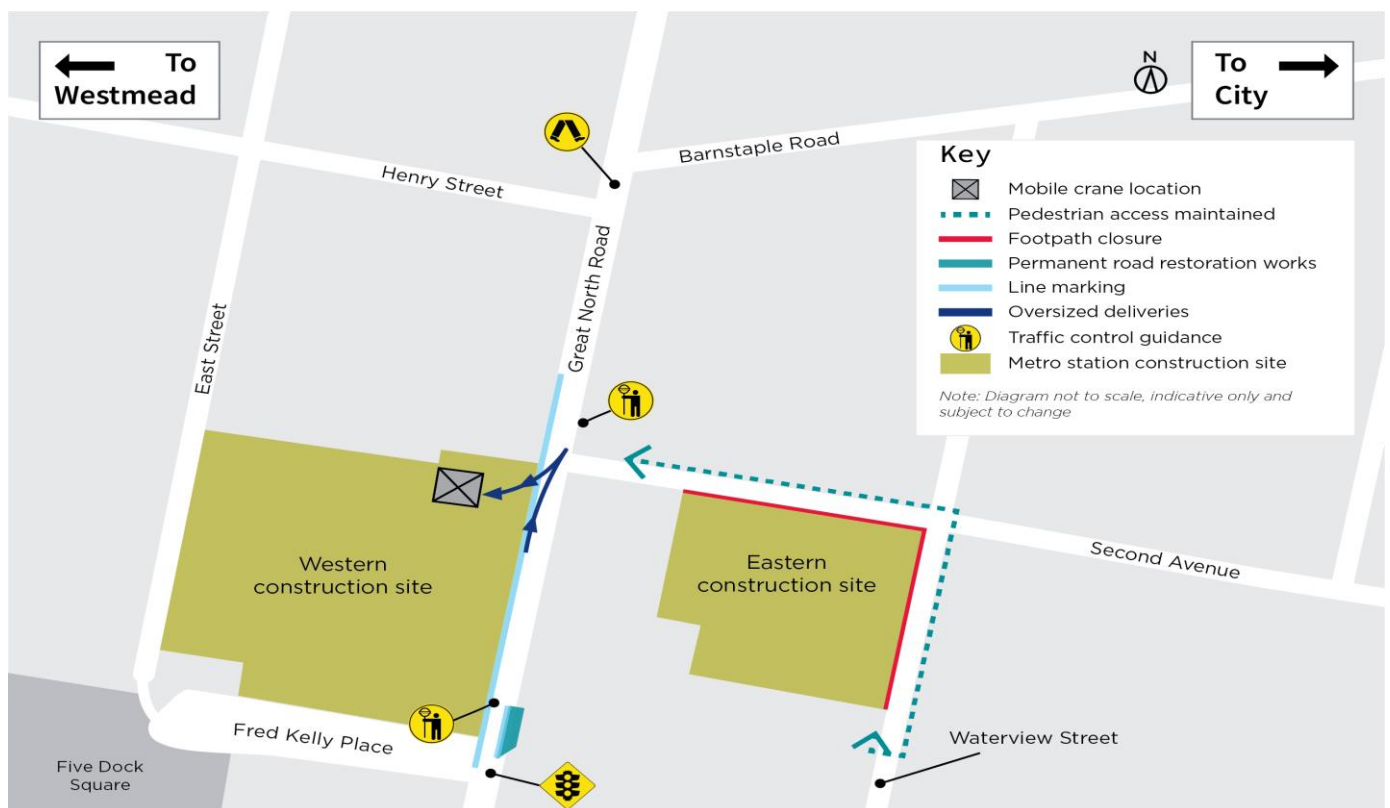 To
Westmead
N
To
City
Barnstaple Road
Henry Street
Key
Mobile crane location
Pedestrian access maintained
Footpath closure
Permanent road restoration works
Line marking
Oversized deliveries
Traffic control guidance
Metro station construction site
Note: Diagram not to scale, indicative only and
subject to change
Great North Road
East Street
Western
construction site
Eastern
construction site
Second Avenue
Fred Kelly Place
Waterview Street
Five Dock
Square